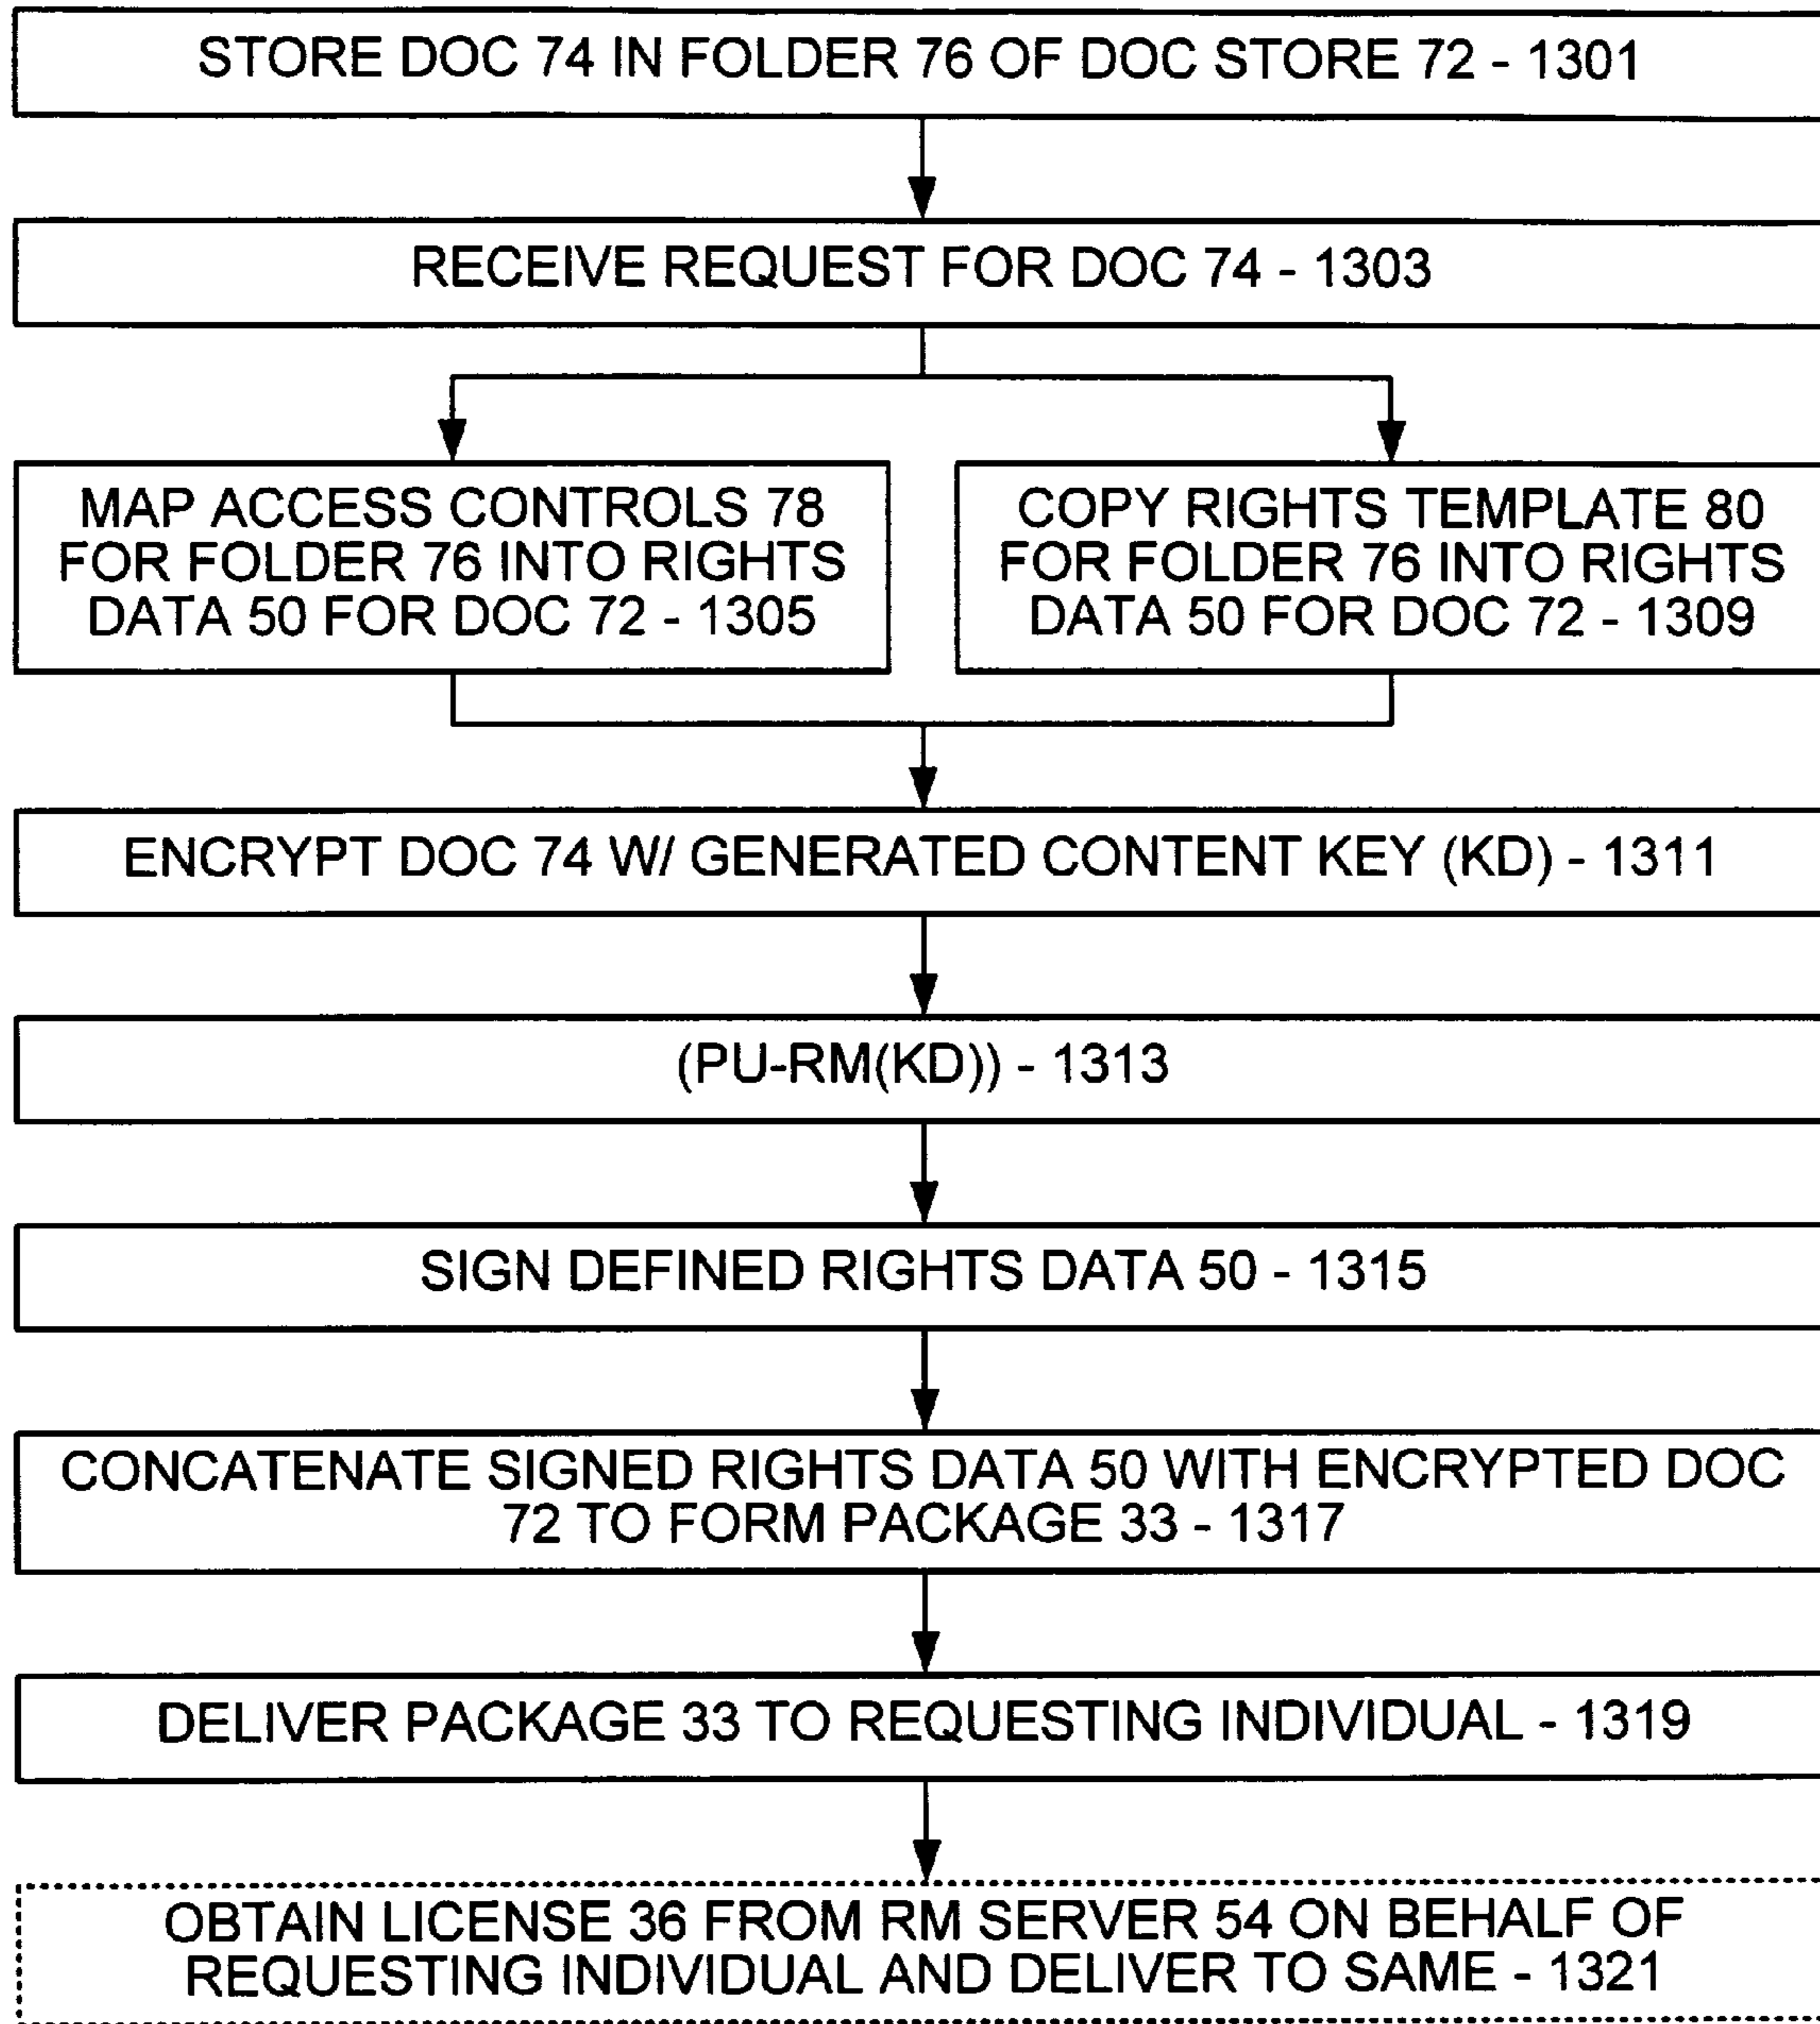 STORE DOC 74 IN FOLDER 76 OF DOC STORE 72 - 1301
RECEIVE REQUEST FOR DOC 74 - 1303
MAP ACCESS CONTROLS 78
FOR FOLDER 76 INTO RIGHTS
DATA 50 FOR DOC 72 - 1305
COPY RIGHTS TEMPLATE 80
FOR FOLDER 76 INTO RIGHTS
DATA 50 FOR DOC 72 - 1309
ENCRYPT DOC 74 W/ GENERATED CONTENT KEY (KD) - 1311
(PU-RM(KD)) - 1313
SIGN DEFINED RIGHTS DATA 50 - 1315
CONCATENATE SIGNED RIGHTS DATA 50 WITH ENCRYPTED DOC
72 TO FORM PACKAGE 33 - 1317
DELIVER PACKAGE 33 TO REQUESTING INDIVIDUAL - 1319
OBTAIN LICENSE 36 FROM RM SERVER 54 ON BEHALF OF
REQUESTING INDIVIDUAL AND DELIVER TO SAME - 1321